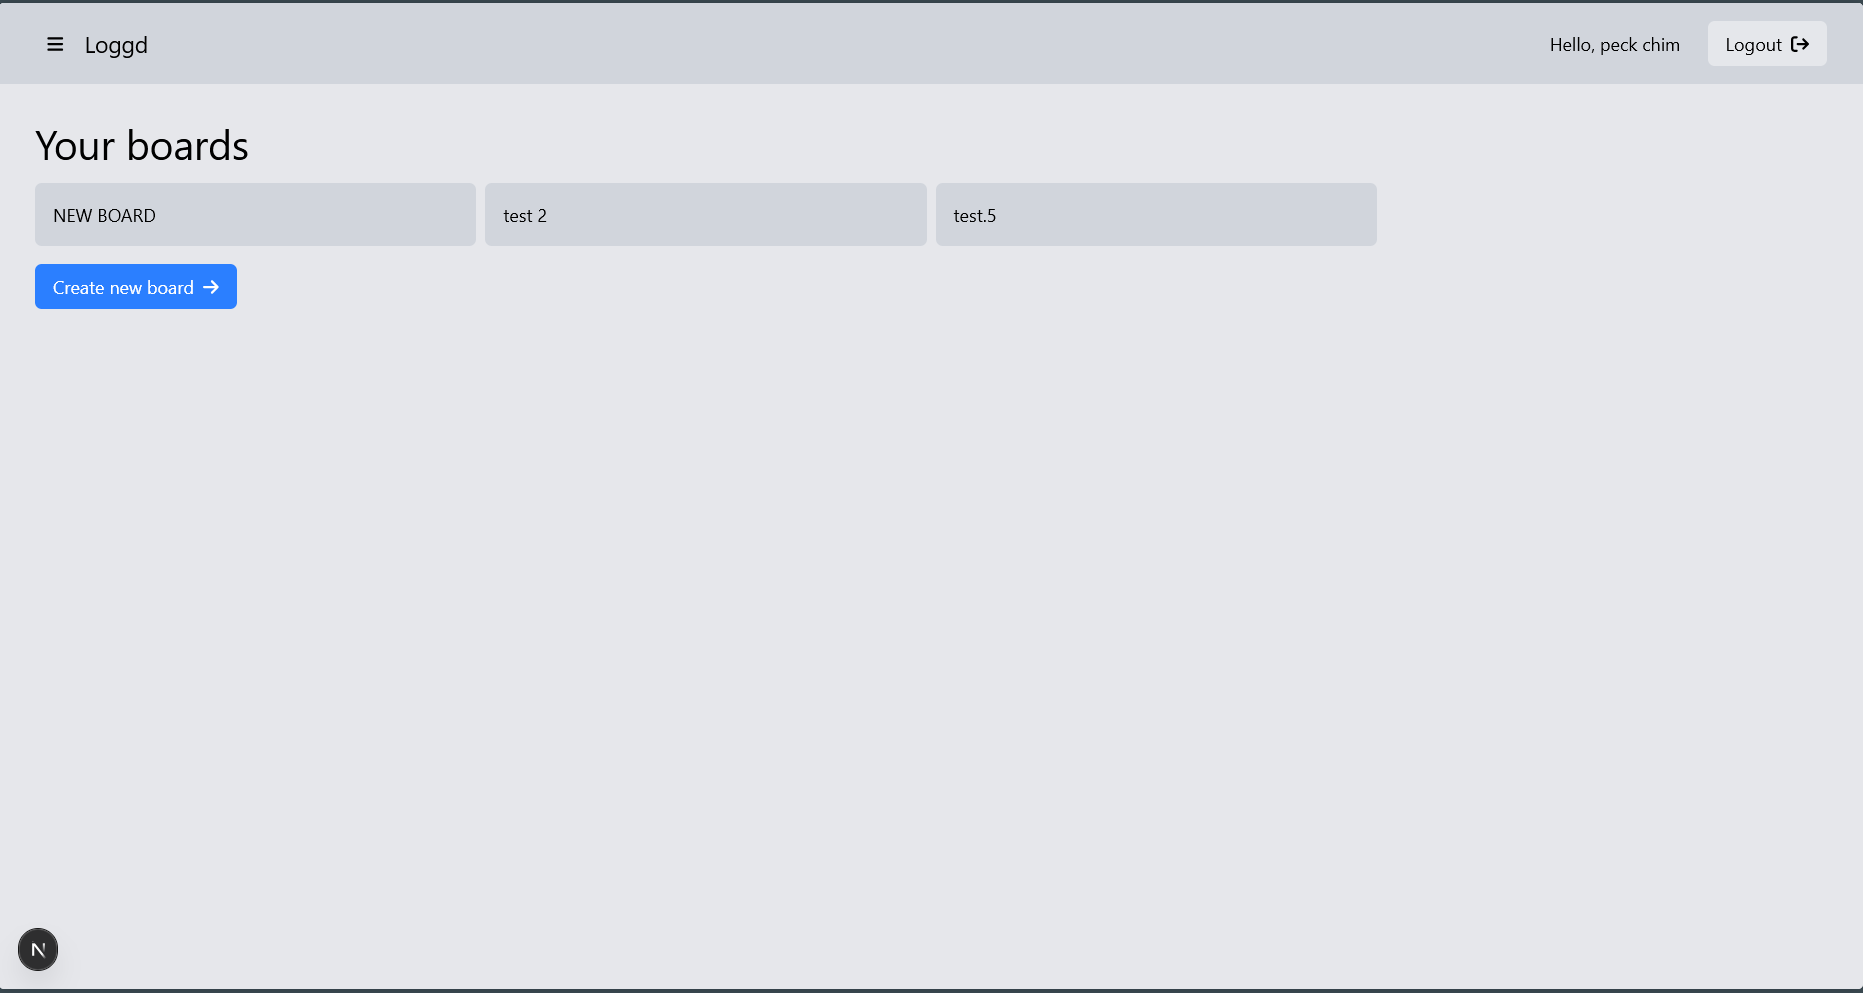 Loggd
Hello, peck chim
Logout
Your boards
NEW BOARD
test 2
test.5
Create new board
N